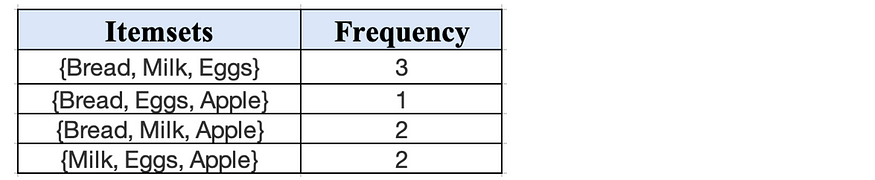 Itemsets Frequency
{Bread, Milk, Eggs} 3
{Bread, Eggs, Apple} 1
{Bread, Milk, Apple} 2
{Milk, Eggs, Apple} 2